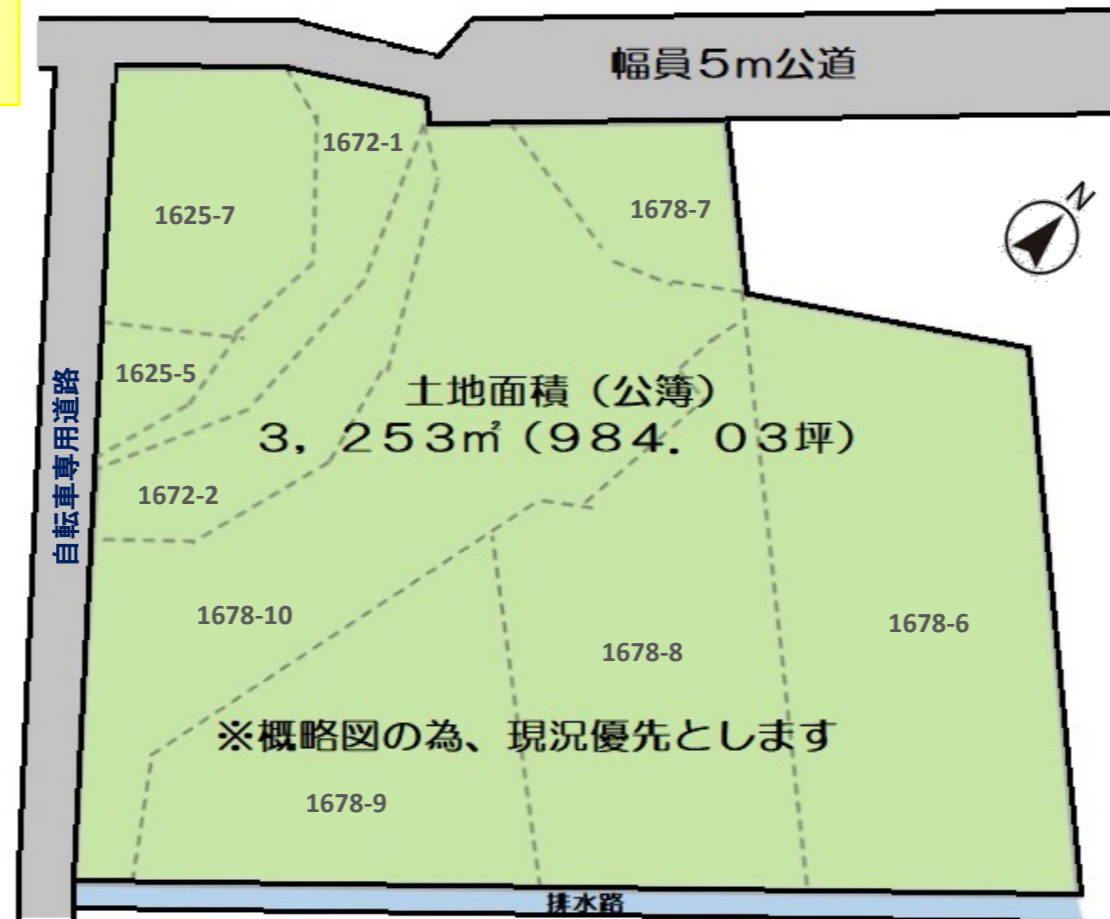 幅員5m公道
N
1672-1
1625-7
1678-7
1625-5
自転車専用道路
土地面積（公簿）
3，253㎡（984．03坪）
1672-2
1678-10
1678-6
1678-8
※概略図の為、現況優先とします
1678-9
排水路